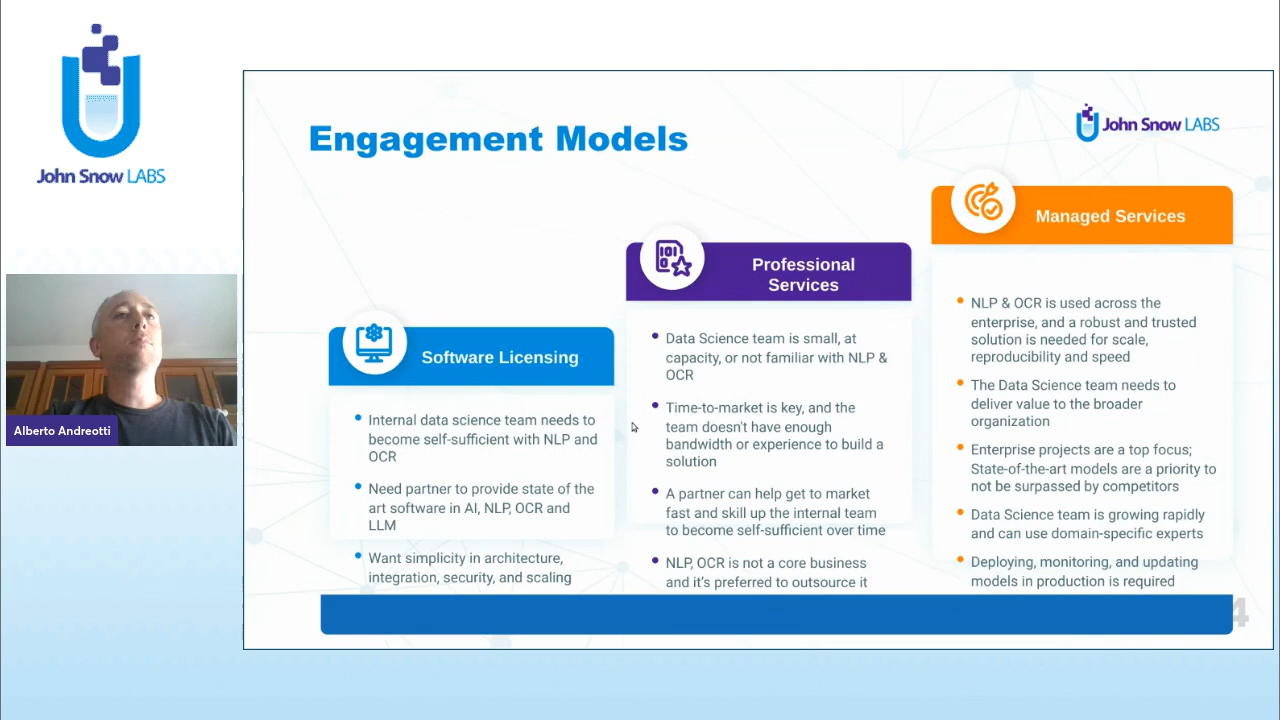 John Snow LABS
Alberto Andreotti
Engagement Models
John Snow LABS
Software Licensing
Internal data science team needs to
become self-sufficient with NLP and
OCR
Need partner to provide state of the
art software in AI, NLP, OCR and
LLM
Want simplicity in architecture,
integration, security, and scaling
Professional
Services
Data Science team is small, at
capacity, or not familiar with NLP &
OCR
Time-to-market is key, and the
team doesn't have enough
bandwidth or experience to build a
solution
A partner can help get to market
fast and skill up the internal team
to become self-sufficient over time
NLP, OCR is not a core business
and it's preferred to outsource it
Managed Services
NLP & OCR is used across the
enterprise, and a robust and trusted
solution is needed for scale,
reproducibility and speed
The Data Science team needs to
deliver value to the broader
organization
Enterprise projects are a top focus;
State-of-the-art models are a priority to
not be surpassed by competitors
Data Science team is growing rapidly
and can use domain-specific experts
Deploying, monitoring, and updating
models in production is required
4